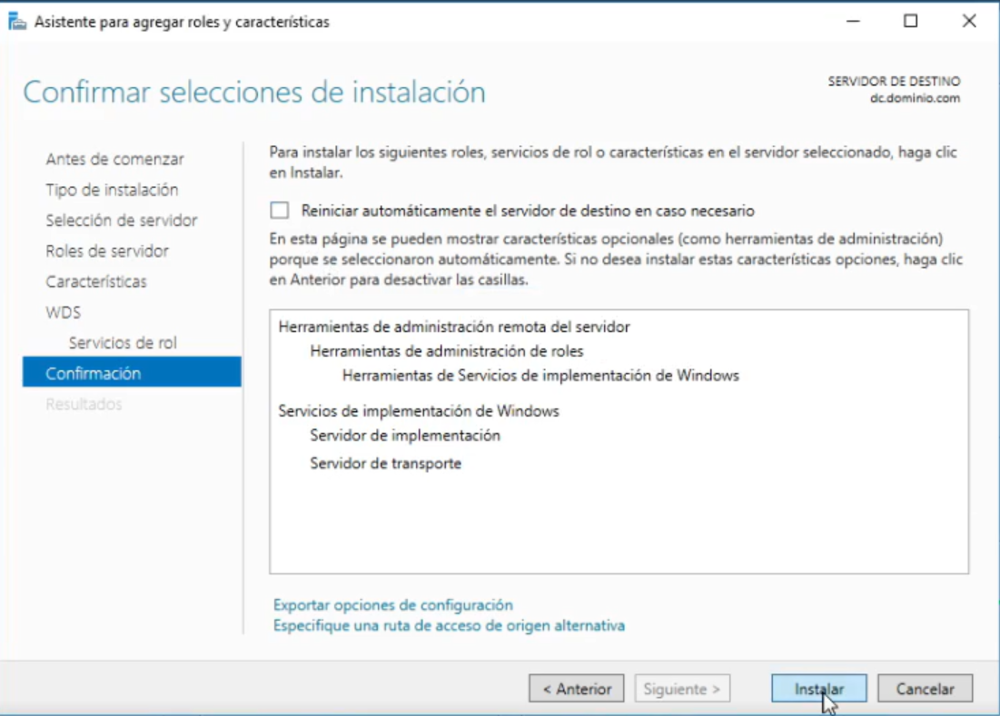 Asistente para agregar roles y características
Confirmar selecciones de instalación
SERVIDOR DE DESTINO
dc.dominio.com
Antes de comenzar
Tipo de instalación
Selección de servidor
Roles de servidor
Características
WDS
Servicios de rol
Confirmación
Resultados
Para instalar los siguientes roles, servicios de rol o características en el servidor seleccionado, haga clic
en Instalar.
Reiniciar automáticamente el servidor de destino en caso necesario
En esta página se pueden mostrar características opcionales (como herramientas de administración)
porque se seleccionaron automáticamente. Si no desea instalar estas características opciones, haga clic
en Anterior para desactivar las casillas.
Herramientas de administración remota del servidor
Herramientas de administración de roles
Herramientas de Servicios de implementación de Windows
Servicios de implementación de Windows
Servidor de implementación
Servidor de transporte
Exportar opciones de configuración
Especifique una ruta de acceso de origen alternativa
< Anterior
Siguiente >
Instalar
Cancelar